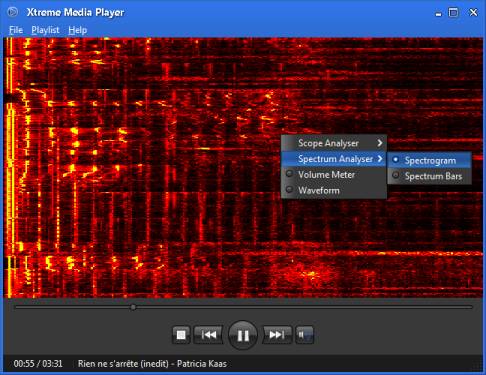 Xtreme Media Player
File Playlist Help
Scope Analyser
Spectrum Analyser
Spectrogram
Volume Meter
Spectrum Bars
Waveform
00:55 / 03:31 Rien ne s'arrête (inedit) - Patricia Kaas